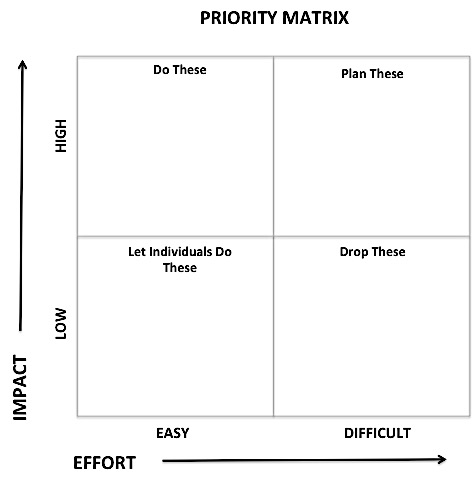 PRIORITY MATRIX
Do These
Plan These
HIGH
Let Individuals Do
These
Drop These
LOW
IMPACT
EASY
DIFFICULT
EFFORT